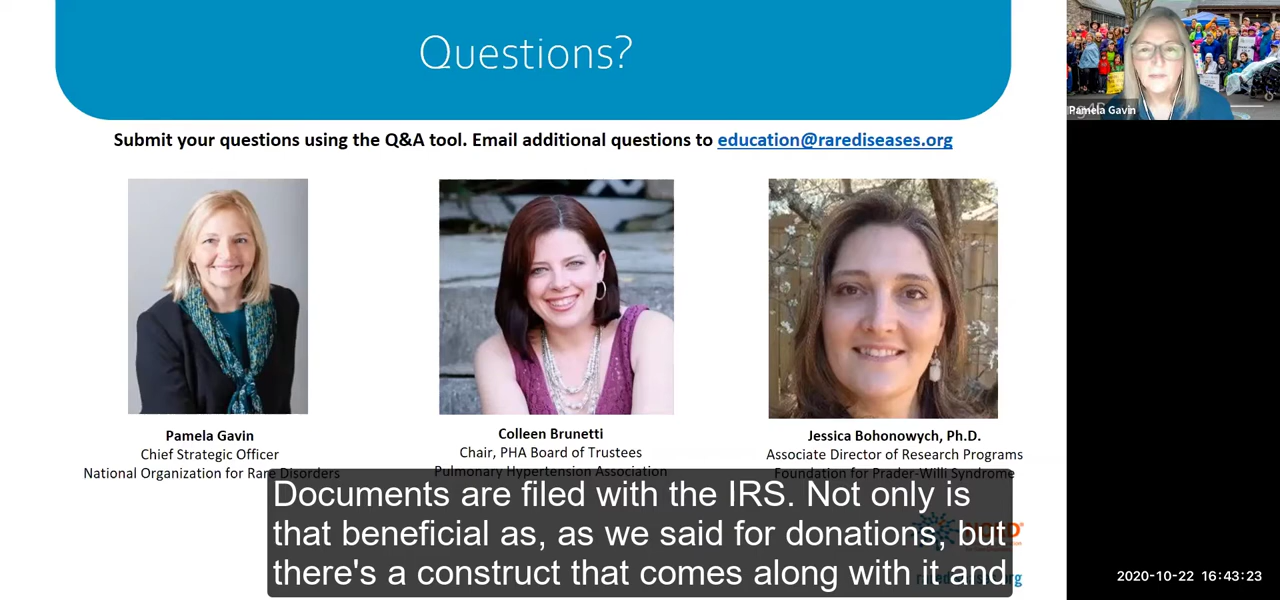 Questions?
Submit your questions using the Q&A tool. Email additional questions to education@rarediseases.org
Pamela Gavin
Pamela Gavin
Chief Strategic Officer
National Organization for Rare Disorders
Colleen Brunetti
Chair, PHA Board of Trustees
Pulmonary Hypertension Association
Jessica Bohonowych, Ph.D.
Associate Director of Research Programs
Foundation for Prader-Willi Syndrome
Documents are filed with the IRS. Not only is
that beneficial as, as we said for donations, but
there's a construct that comes along with it and
2020-10-22 16:43:23